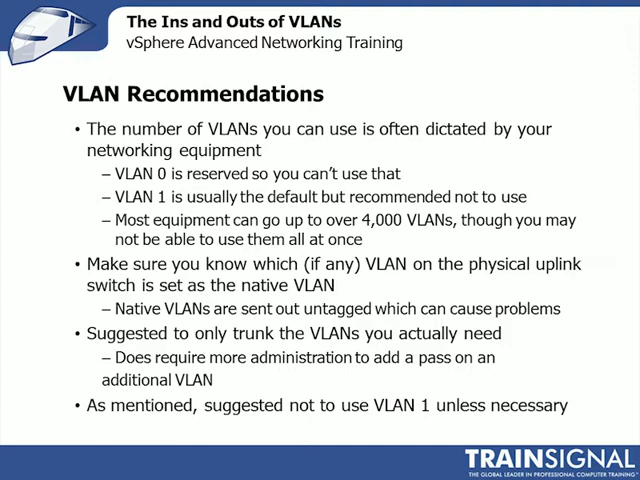 The Ins and Outs of VLANs
vSphere Advanced Networking Training
VLAN Recommendations
• The number of VLANs you can use is often dictated by your
networking equipment
– VLAN 0 is reserved so you can't use that
– VLAN 1 is usually the default but recommended not to use
– Most equipment can go up to over 4,000 VLANs, though you may
not be able to use them all at once
• Make sure you know which (if any) VLAN on the physical uplink
switch is set as the native VLAN
– Native VLANs are sent out untagged which can cause problems
• Suggested to only trunk the VLANs you actually need
– Does require more administration to add a pass on an
additional VLAN
• As mentioned, suggested not to use VLAN 1 unless necessary
TRAINSIGNAL
THE GLOBAL LEADER IN PROFESSIONAL COMPUTER TRAINING